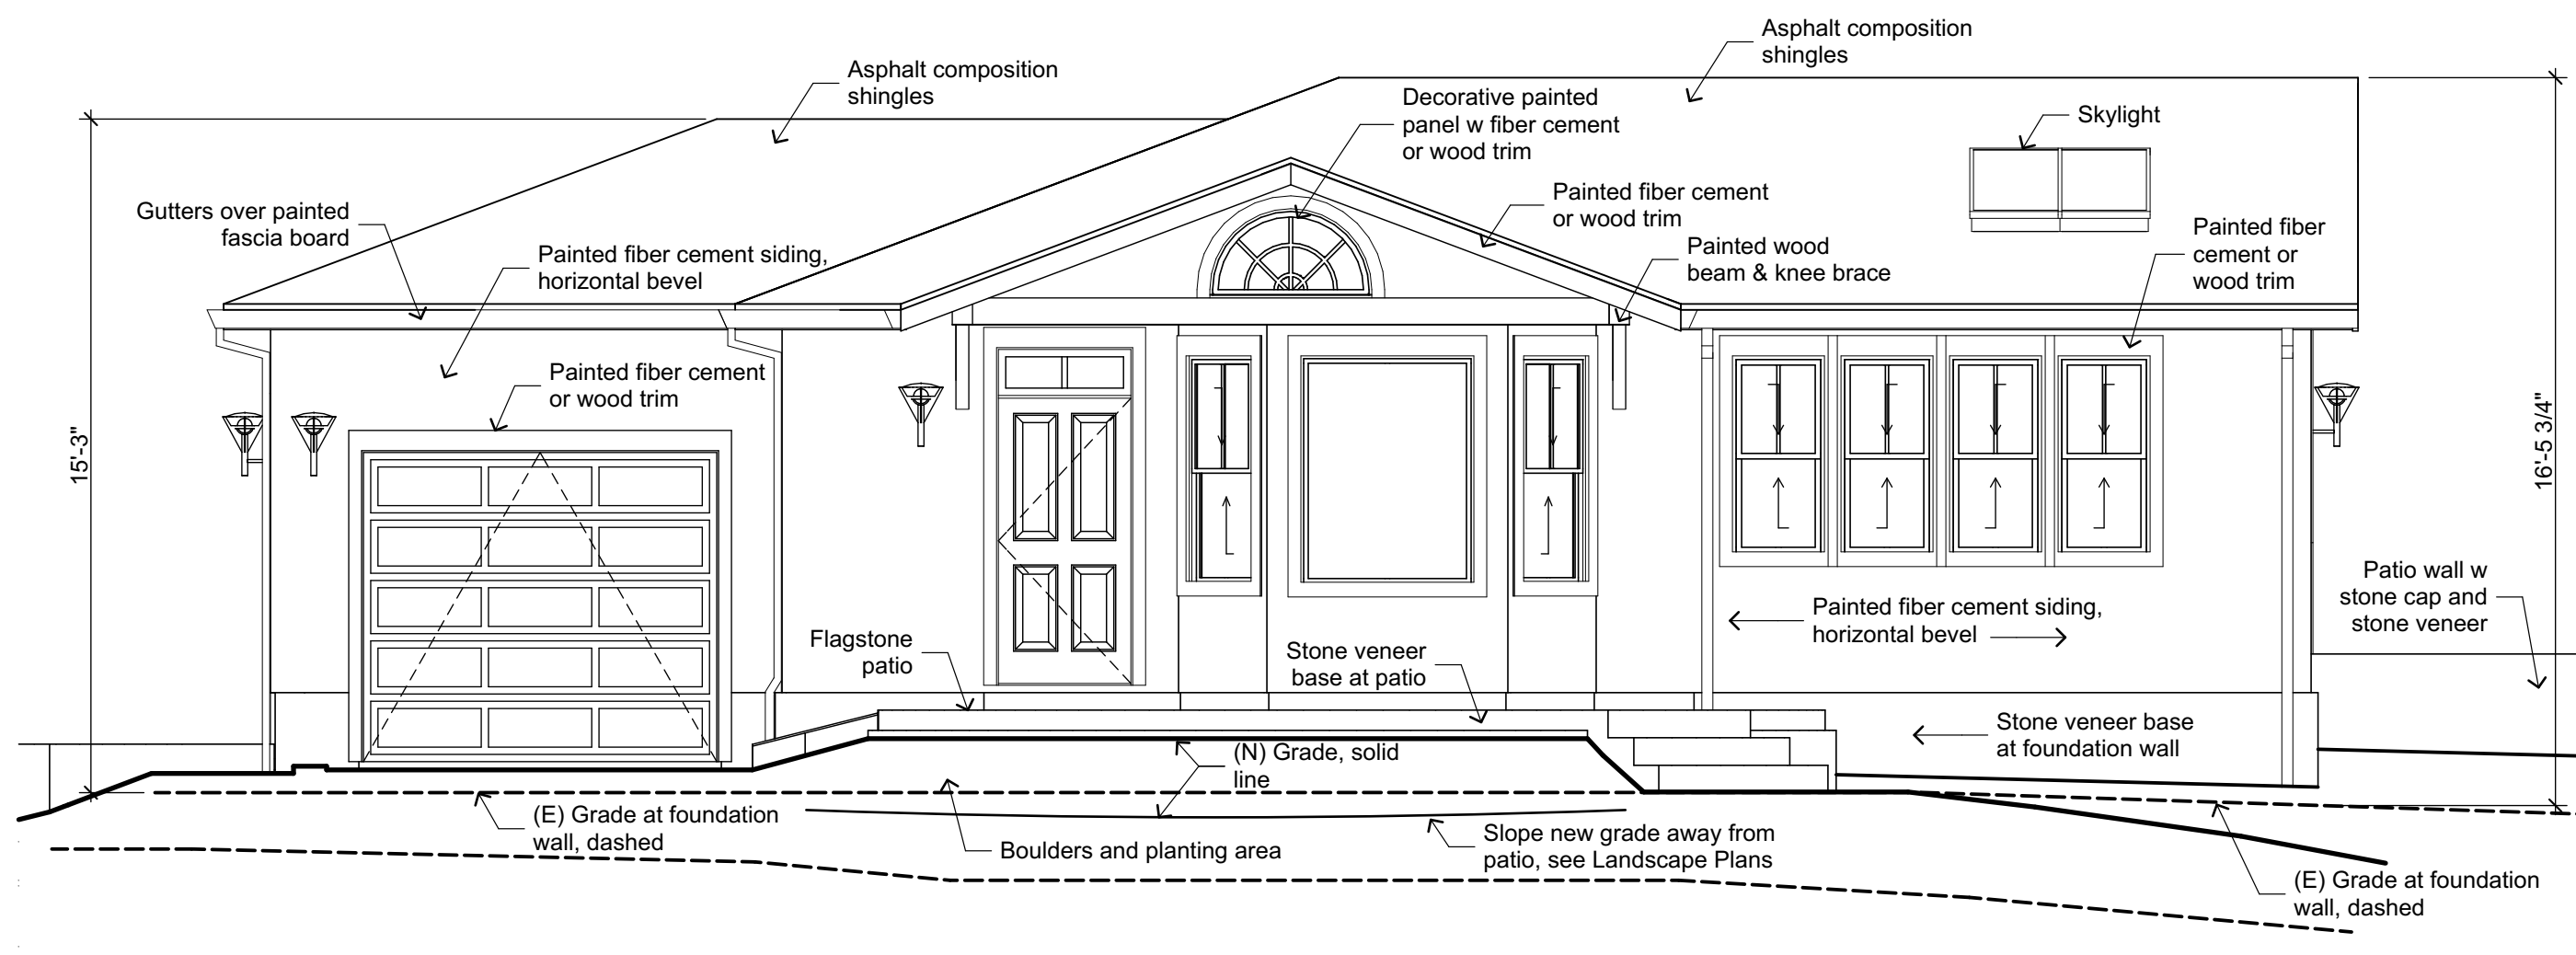 Asphalt composition
shingles
Asphalt composition
shingles
Decorative painted
panel w fiber cement
or wood trim
Skylight
Painted fiber cement
or wood trim
Gutters over painted
fascia board
Painted fiber
cement or
wood trim
Painted fiber cement siding,
horizontal bevel
Painted wood
beam & knee brace
Painted fiber cement
or wood trim
15'-3"
16'-5 3/4"
Patio wall w
stone cap and
stone veneer
Painted fiber cement siding,
horizontal bevel
Flagstone
patio
Stone veneer
base at patio
Stone veneer base
at foundation wall
(N) Grade, solid
line
(E) Grade at foundation
wall, dashed
Boulders and planting area
Slope new grade away from
patio, see Landscape Plans
(E) Grade at foundation
wall, dashed